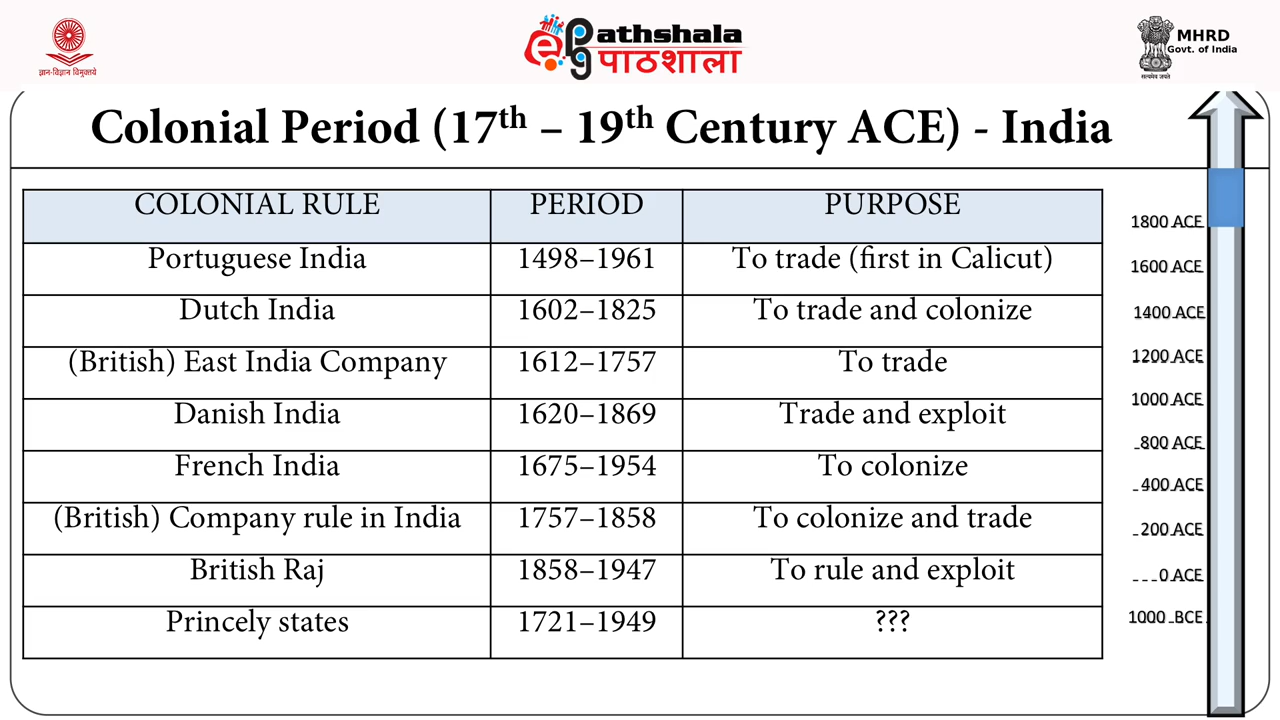 ज्ञान-विज्ञान विमुक्तये
e pg Pathshala
पाठशाला
MHRD
Govt. of India
सत्यमेव जयते
Colonial Period (17th – 19th Century ACE) - India
COLONIAL RULE PERIOD PURPOSE
Portuguese India 1498–1961 To trade (first in Calicut)
Dutch India 1602–1825 To trade and colonize
(British) East India Company 1612–1757 To trade
Danish India 1620–1869 Trade and exploit
French India 1675–1954 To colonize
(British) Company rule in India 1757–1858 To colonize and trade
British Raj 1858–1947 To rule and exploit
Princely states 1721–1949 ???
1800 ACE
1600 ACE
1400 ACE
1200 ACE
1000 ACE
800 ACE
400 ACE
200 ACE
0 ACE
1000 BCE